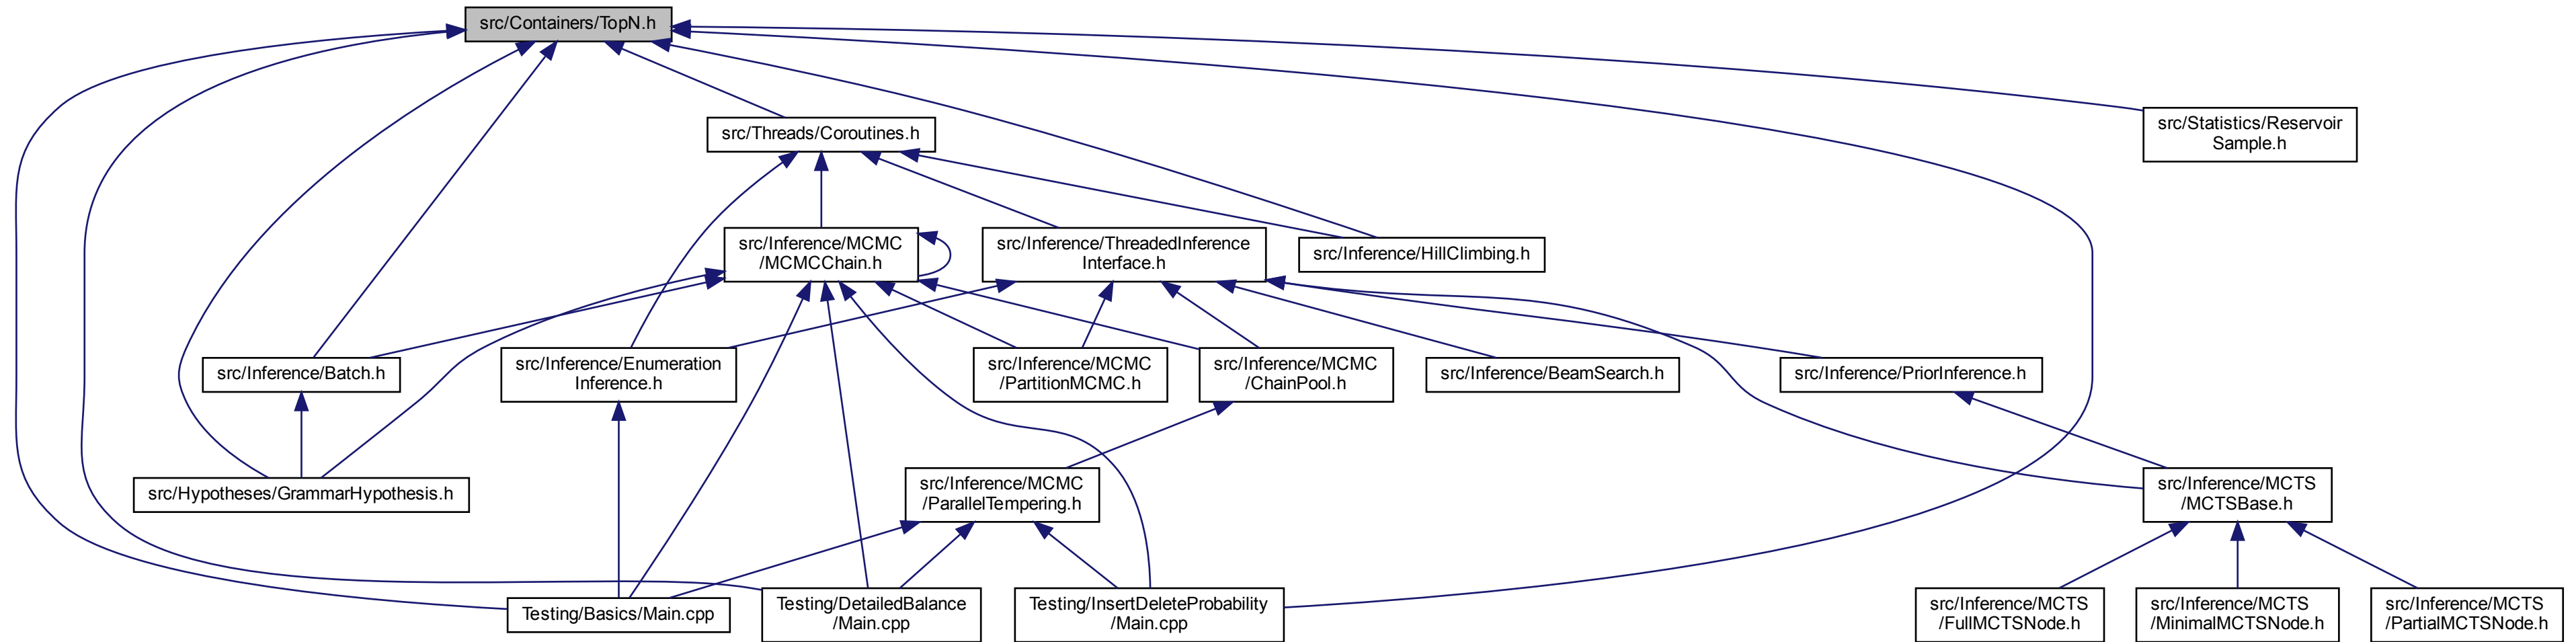 src/Containers/TopN.h
src/Statistics/Reservoir
Sample.h
src/Threads/Coroutines.h
src/Inference/MCMC
/MCMCChain.h
src/Inference/ThreadedInference
Interface.h
src/Inference/HillClimbing.h
src/Inference/Batch.h
src/Inference/Enumeration
Inference.h
src/Inference/MCMC
/PartitionMCMC.h
src/Inference/MCMC
/ChainPool.h
src/Inference/BeamSearch.h
src/Inference/PriorInference.h
src/Hypotheses/GrammarHypothesis.h
src/Inference/MCMC
/ParallelTempering.h
src/Inference/MCTS
/MCTSBase.h
Testing/Basics/Main.cpp
Testing/DetailedBalance
/Main.cpp
Testing/InsertDeleteProbability
/Main.cpp
src/Inference/MCTS
/FullMCTSNode.h
src/Inference/MCTS
/MinimalMCTSNode.h
src/Inference/MCTS
/PartialMCTSNode.h